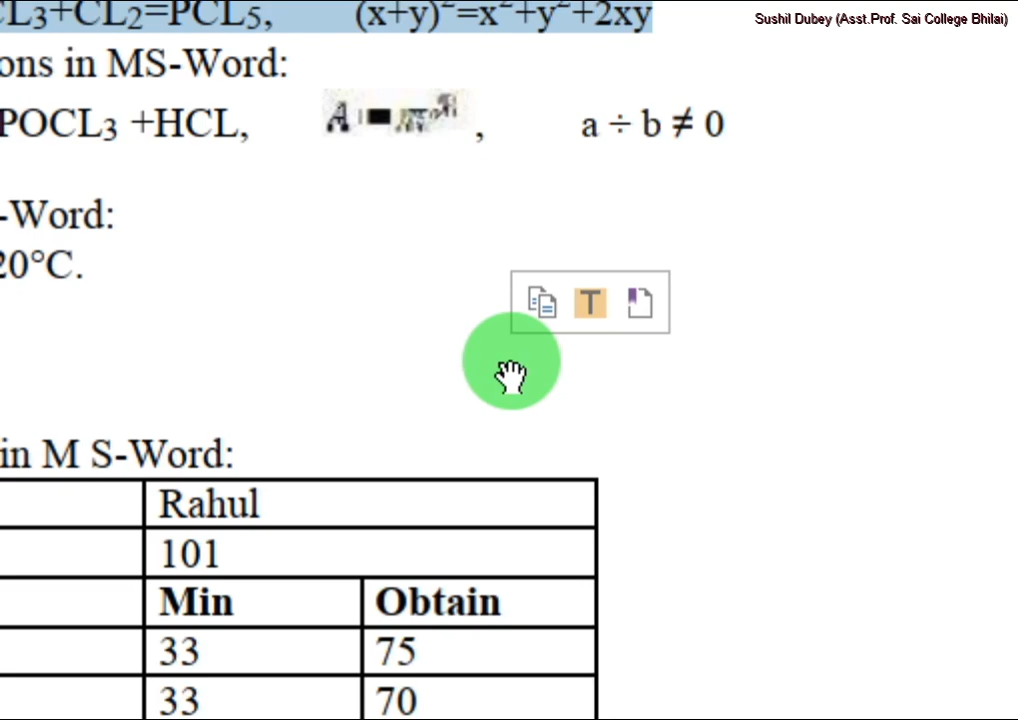 CL₃+CL₂=PCL₅, (x+y)²=x²+y²+2xy
Sushil Dubey (Asst.Prof. Sai College Bhilai)
ons in MS-Word:
POCL₃ +HCL, , a ÷ b ≠ 0
-Word:
20°C.
T
in M S-Word:
Rahul
101
Min Obtain
33 75
33 70